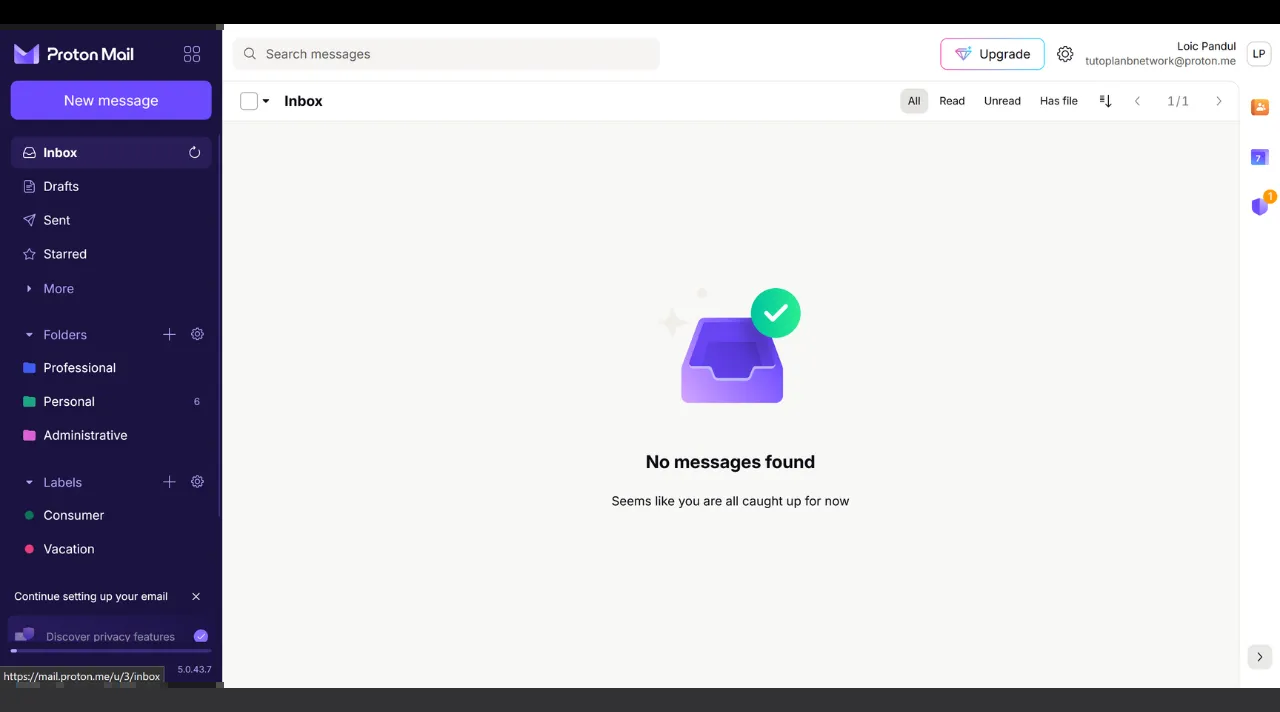 Proton Mail
Search messages
Upgrade
Loic Pandul
tutoplanbnetwork@proton.me
LP
New message
Inbox
All
Read
Unread
Has file
1/1
Inbox
Drafts
Sent
Starred
More
Folders
Professional
Personal
6
Administrative
Labels
Consumer
Vacation
7
1
No messages found
Seems like you are all caught up for now
Continue setting up your email
Discover privacy features
5.0.43.7
https://mail.proton.me/u/3/inbox